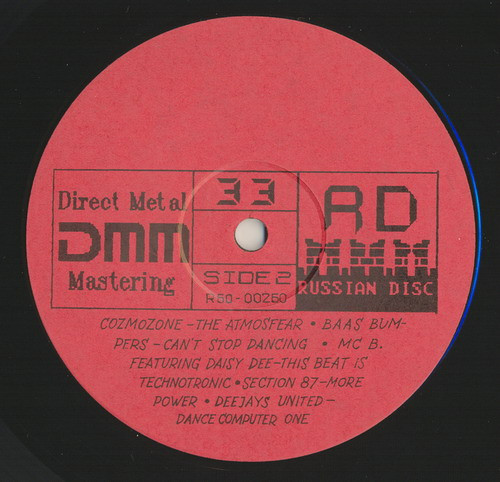 Direct Metal
DMM
Mastering
33
SIDE 2
R60-00260
RD
RUSSIAN DISC
COZMOZONE - THE ATMOSFEAR • BAAS BUM-
PERS - CAN'T STOP DANCING • MC B.
FEATURING DAISY DEE - THIS BEAT IS
TECHNOTRONIC • SECTION 87 - MORE
POWER • DEEJAYS UNITED -
DANCE COMPUTER ONE